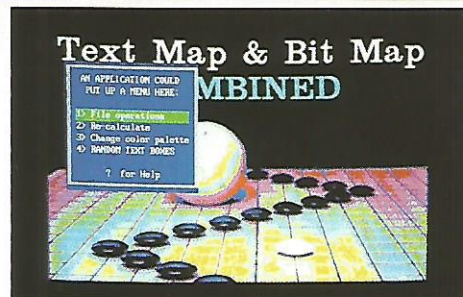 Text Map & Bit Map
MBINED
AN APPLICATION COULD
PUT UP A MENU HERE:
1> File operations
2> Re-calculate
3> Change color palette
4> RANDOM TEXT BOXES
? for Help